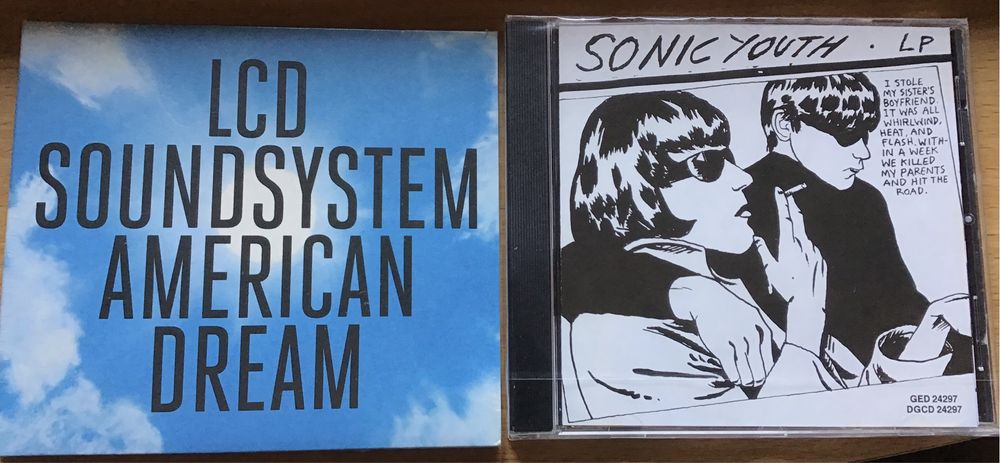 LCD
SOUNDSYSTEM
AMERICAN
DREAM
SONIC YOUTH · LP
I STOLE
MY SISTER'S
BOYFRIEND.
IT WAS ALL
WHIRLWIND,
HEAT, AND
FLASH. WITH-
IN A WEEK
WE KILLED
MY PARENTS
AND HIT THE
ROAD.
GED 24297
DGCD 24297